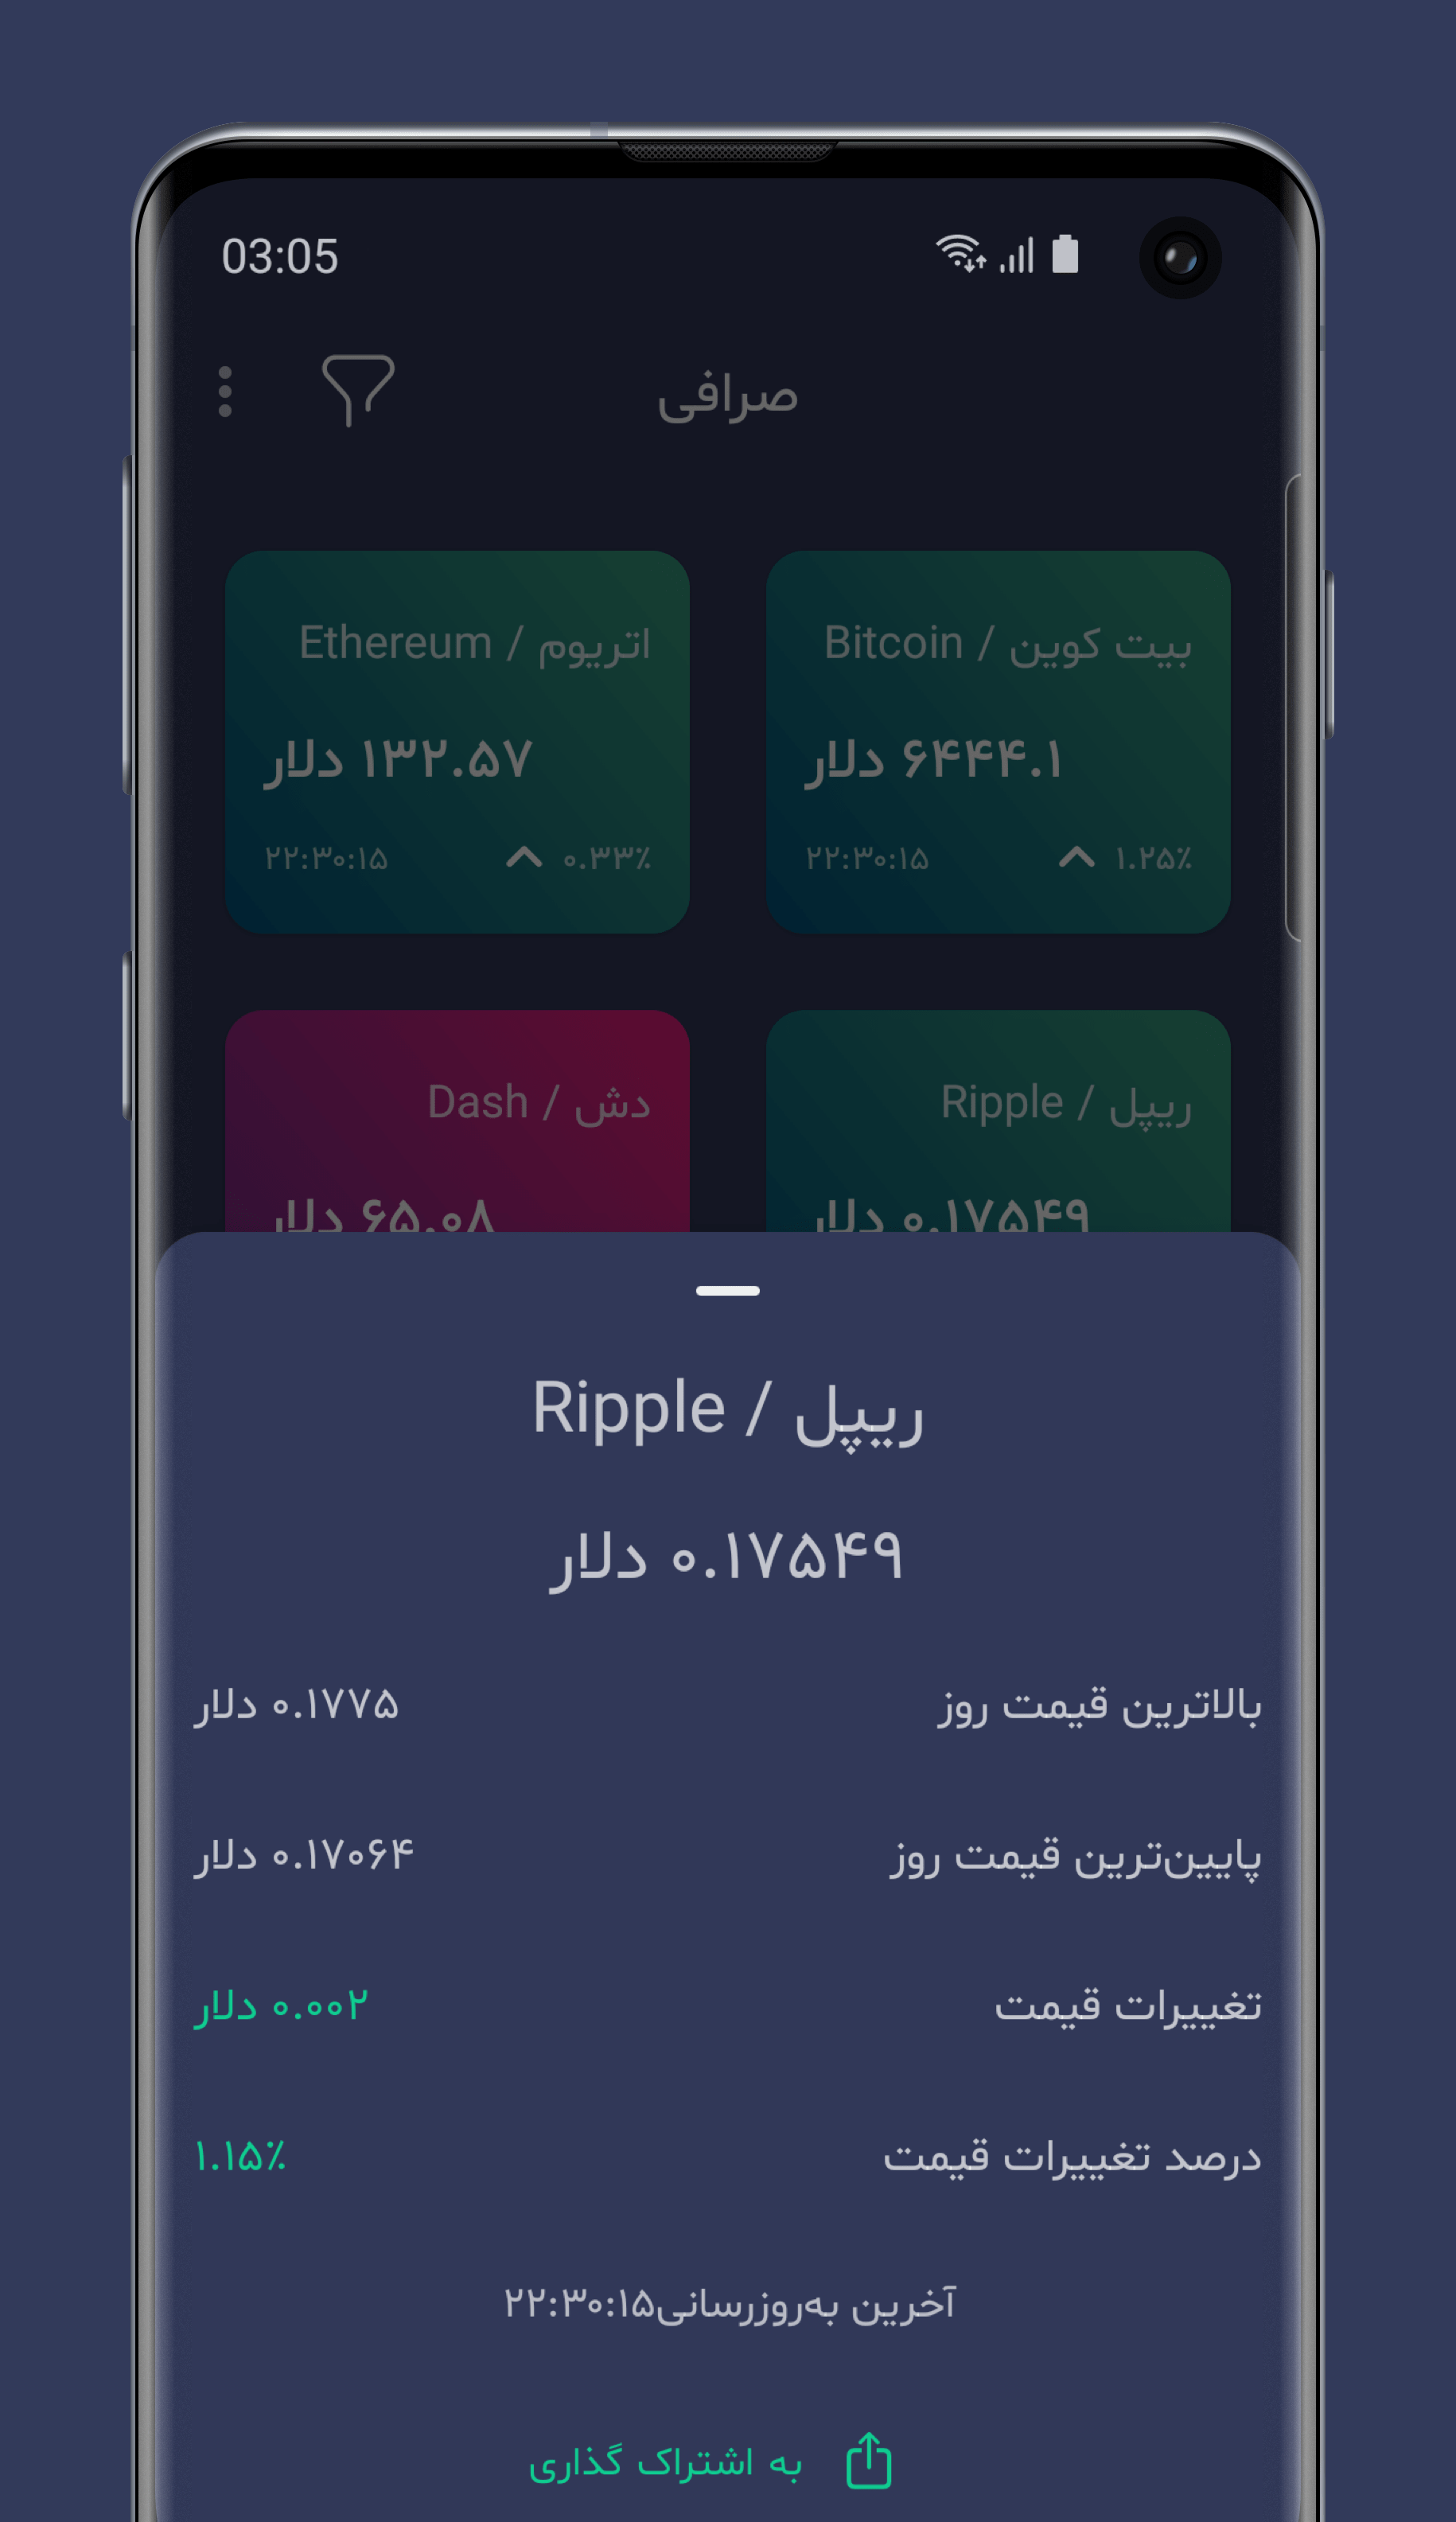 03:05
صرافی
بیت کوین / Bitcoin
۶۴۴۴.۱ دلار
۱.۲۵٪
۲۲:۳۰:۱۵
اتریوم / Ethereum
۱۳۲.۵۷ دلار
۰.۳۳٪
۲۲:۳۰:۱۵
ریپل / Ripple
۰.۱۷۵۴۹ دلار
دش / Dash
۶۵.۰۸ دلار
ریپل / Ripple
۰.۱۷۵۴۹ دلار
بالاترین قیمت روز ۰.۱۷۷۵ دلار
پایین‌ترین قیمت روز ۰.۱۷۰۶۴ دلار
تغییرات قیمت ۰.۰۰۲ دلار
درصد تغییرات قیمت ۱.۱۵٪
آخرین به‌روزرسانی۲۲:۳۰:۱۵
به اشتراک گذاری